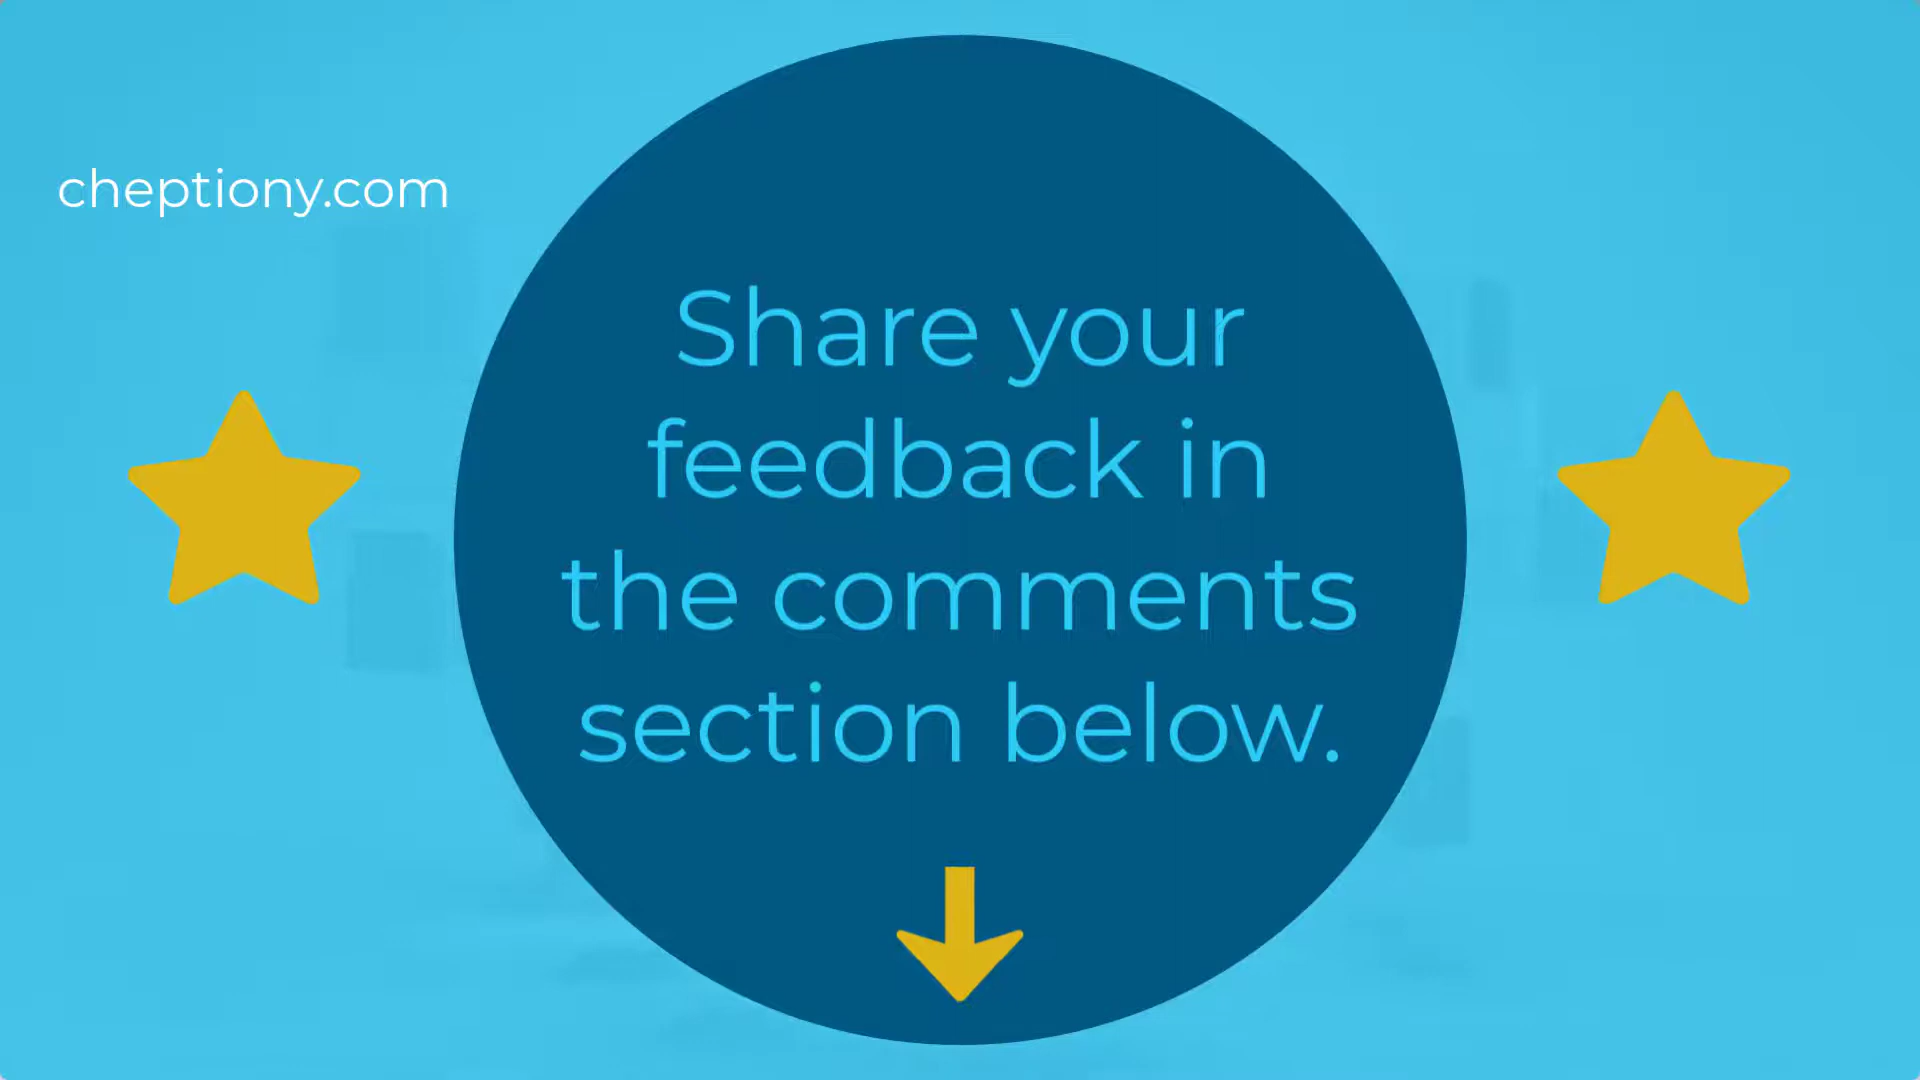 cheptiony.com
Share your
feedback in
the comments
section below.